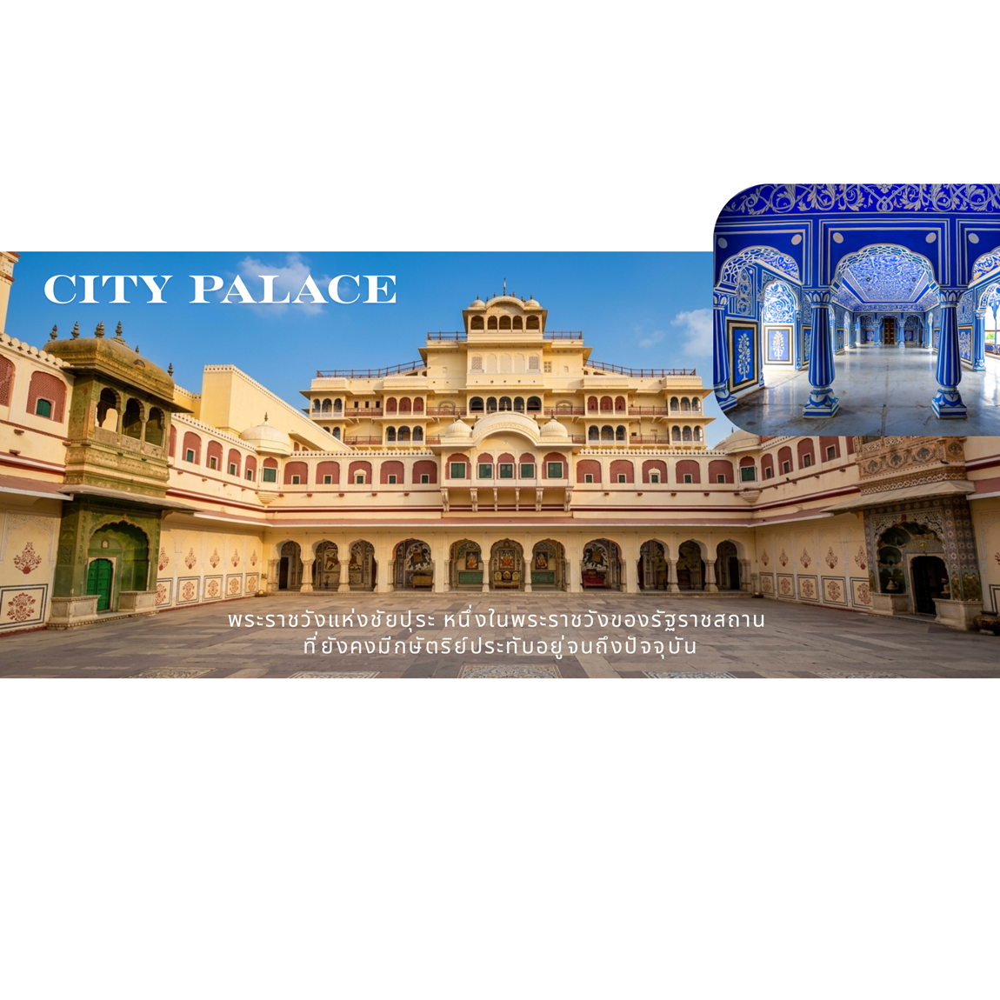 CITY PALACE
พระราชวังแห่งชัยปุระ หนึ่งในพระราชวังของรัฐราชสถาน
ที่ยังคงมีกษัตริย์ประทับอยู่จนถึงปัจจุบัน